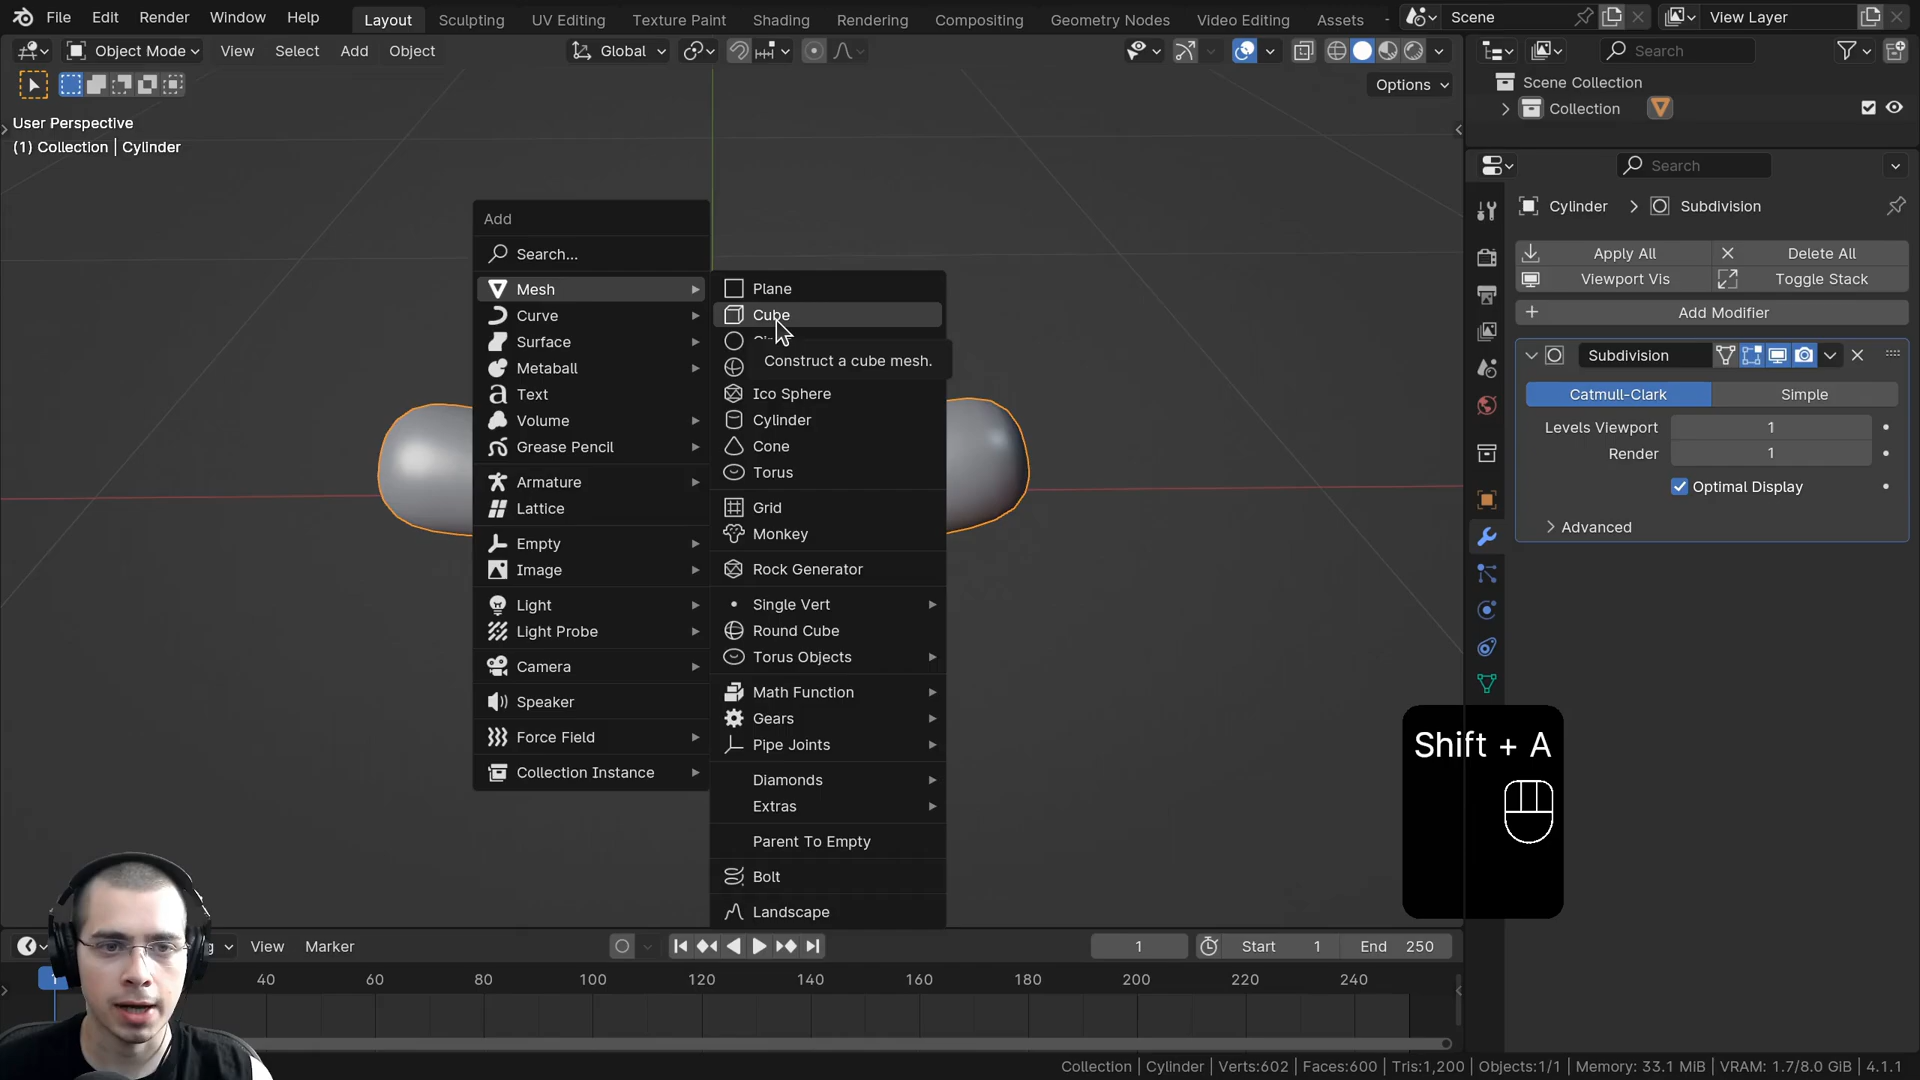 File Edit Render Window Help Layout Sculpting UV Editing Texture Paint Shading Rendering Compositing Geometry Nodes Video Editing Assets Scene View Layer
Object Mode View Select Add Object Global Search
Options
Scene Collection
Collection
User Perspective
(1) Collection | Cylinder
Search
Cylinder > Subdivision
Apply All Delete All
Viewport Vis Toggle Stack
Add Modifier
Subdivision
Catmull-Clark Simple
Levels Viewport 1
Render 1
Optimal Display
Advanced
Add
Search...
Mesh
Curve
Surface
Metaball
Text
Volume
Grease Pencil
Armature
Lattice
Empty
Image
Light
Light Probe
Camera
Speaker
Force Field
Collection Instance
Plane
Cube
Construct a cube mesh.
Ico Sphere
Cylinder
Cone
Torus
Grid
Monkey
Rock Generator
Single Vert
Round Cube
Torus Objects
Math Function
Gears
Pipe Joints
Diamonds
Extras
Parent To Empty
Bolt
Landscape
Shift + A
View Marker 1 Start 1 End 250
1 40 60 80 100 120 140 160 180 200 220 240
Collection | Cylinder | Verts:602 | Faces:600 | Tris:1,200 | Objects:1/1 | Memory: 33.1 MiB | VRAM: 1.7/8.0 GiB | 4.1.1